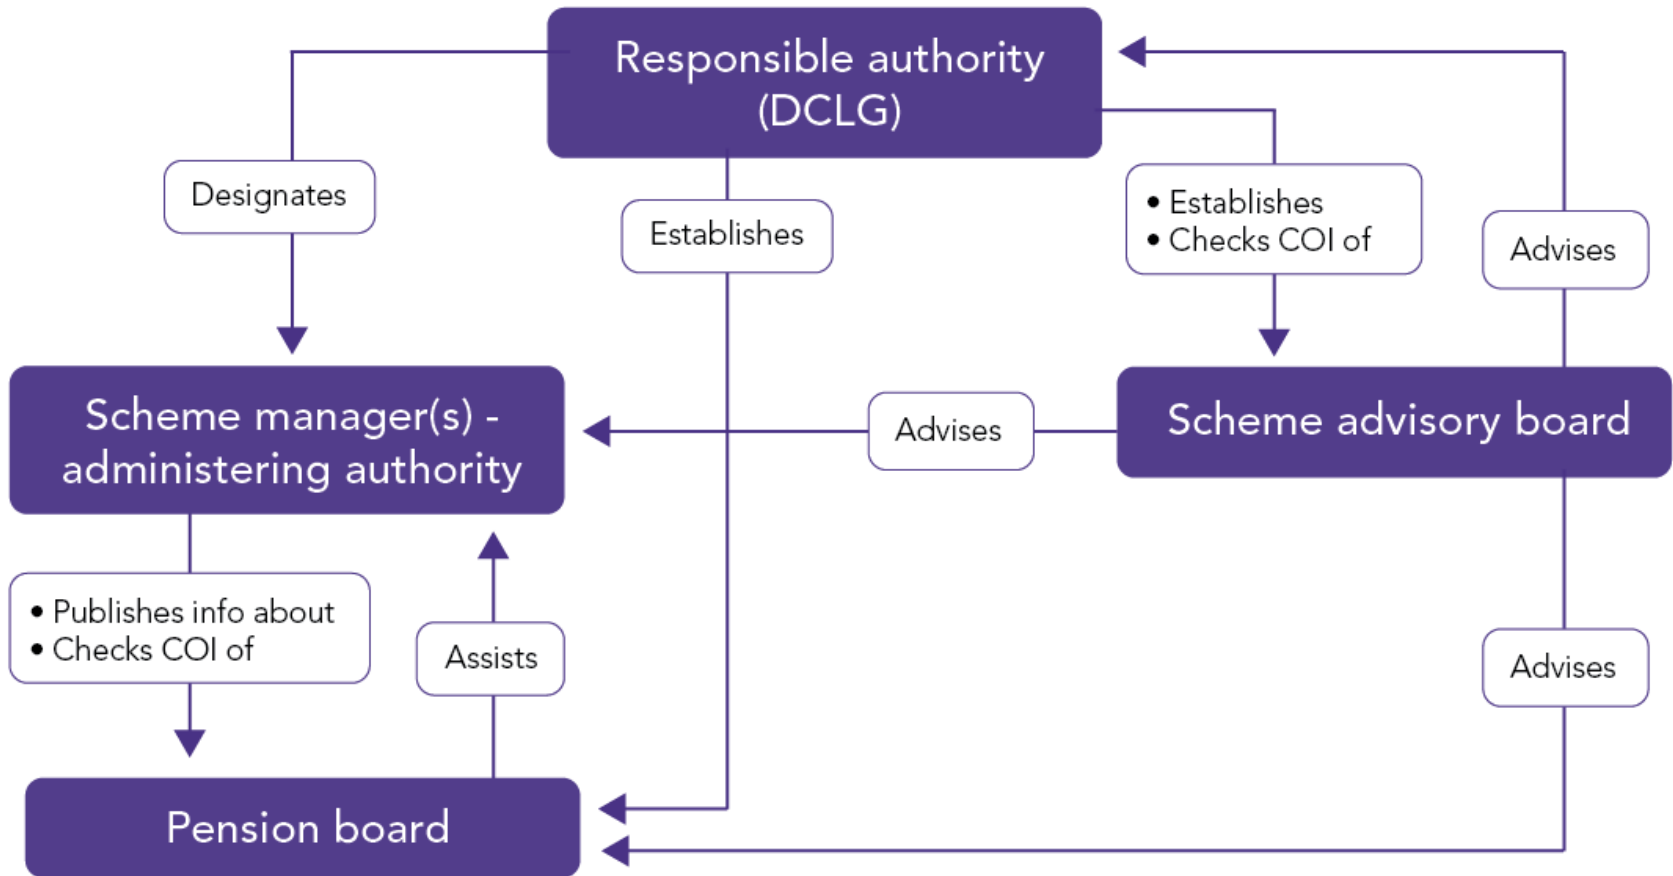 Responsible authority
(DCLG)
Designates
Establishes
• Establishes
• Checks COI of
Advises
Scheme manager(s) -
administering authority
Advises
Scheme advisory board
• Publishes info about
• Checks COI of
Assists
Advises
Pension board